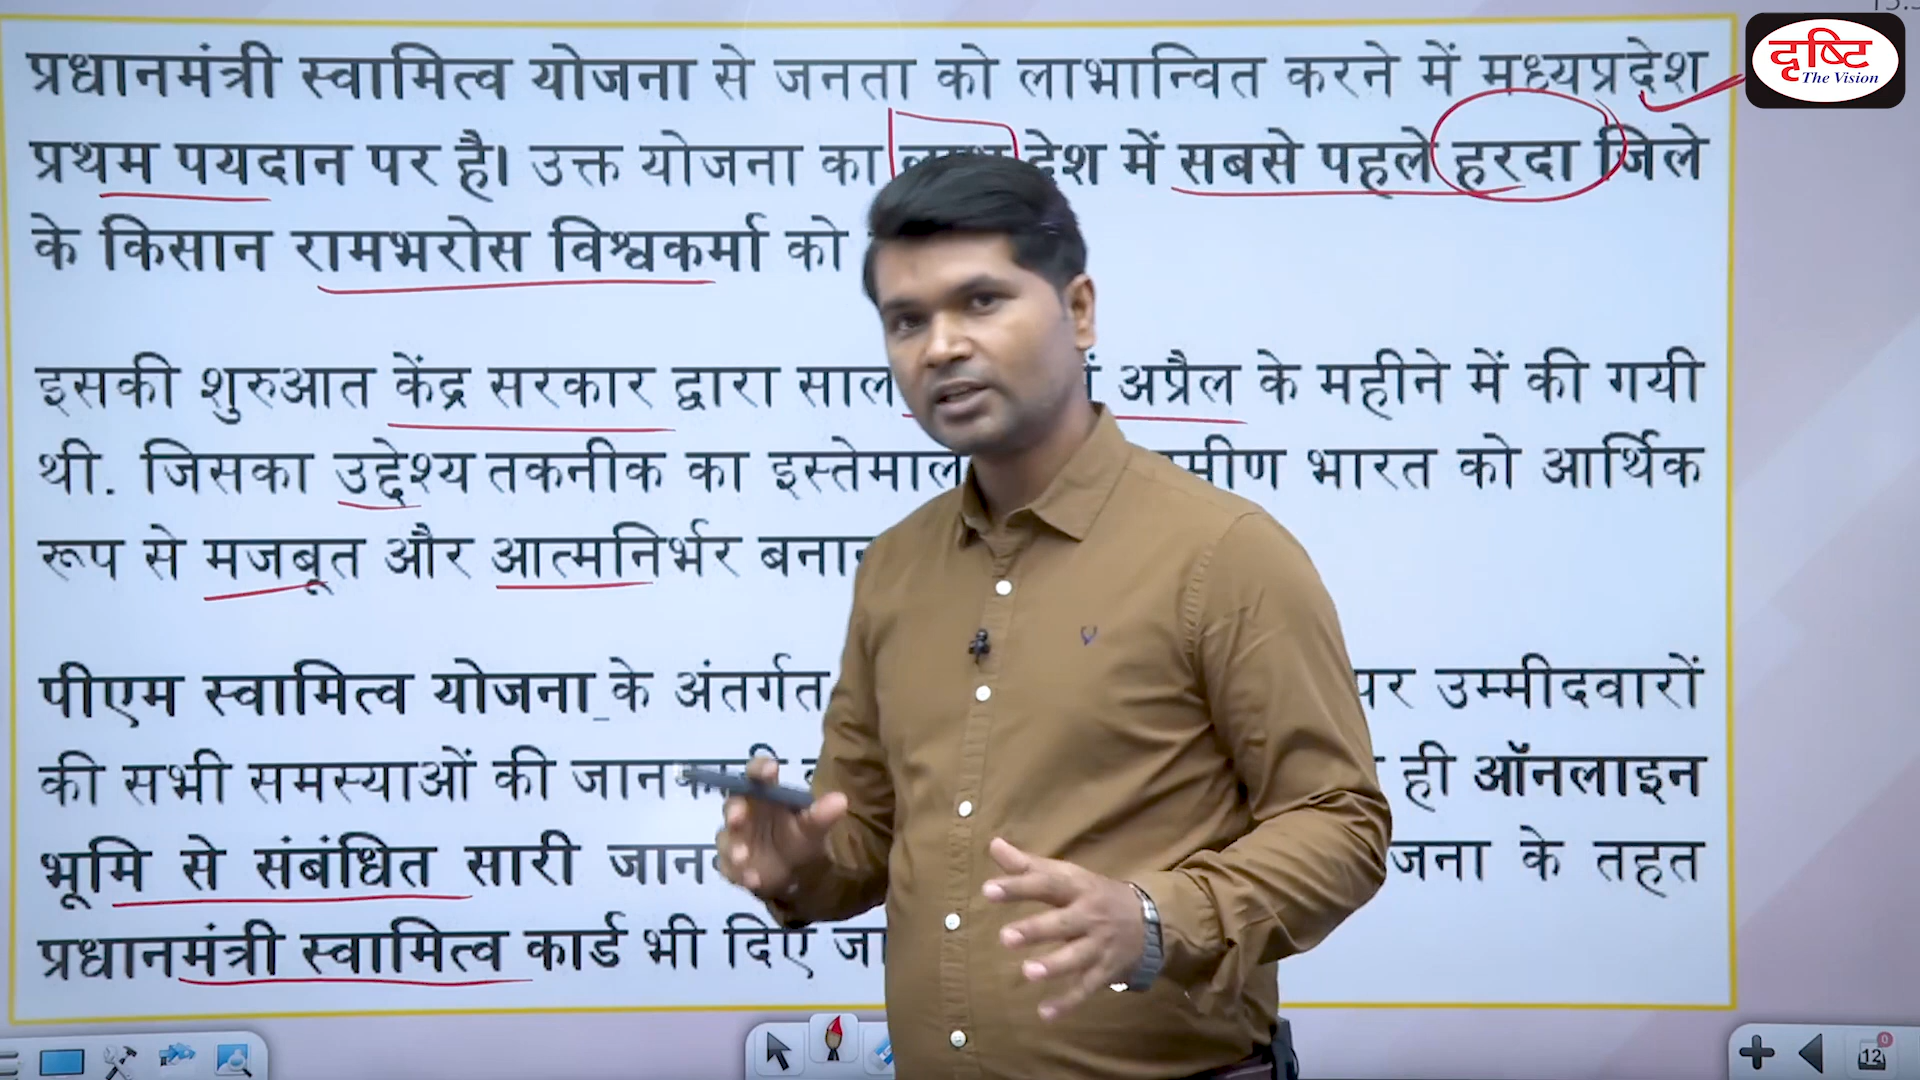 दृष्टि
The Vision
प्रधानमंत्री स्वामित्व योजना से जनता को लाभान्वित करने में मध्यप्रदेश
प्रथम पयदान पर है। उक्त योजना का देश में सबसे पहले हरदा जिले
के किसान रामभरोस विश्वकर्मा को
इसकी शुरुआत केंद्र सरकार द्वारा साल अप्रैल के महीने में की गयी
थी. जिसका उद्देश्य तकनीक का इस्तेमाल भारत को आर्थिक
रूप से मजबूत और आत्मनिर्भर
पीएम स्वामित्व योजना के अंतर्गत पर उम्मीदवारों
की सभी समस्याओं की ही ऑनलाइन
भूमि से संबंधित सारी के तहत
प्रधानमंत्री स्वामित्व कार्ड भी दिए
12